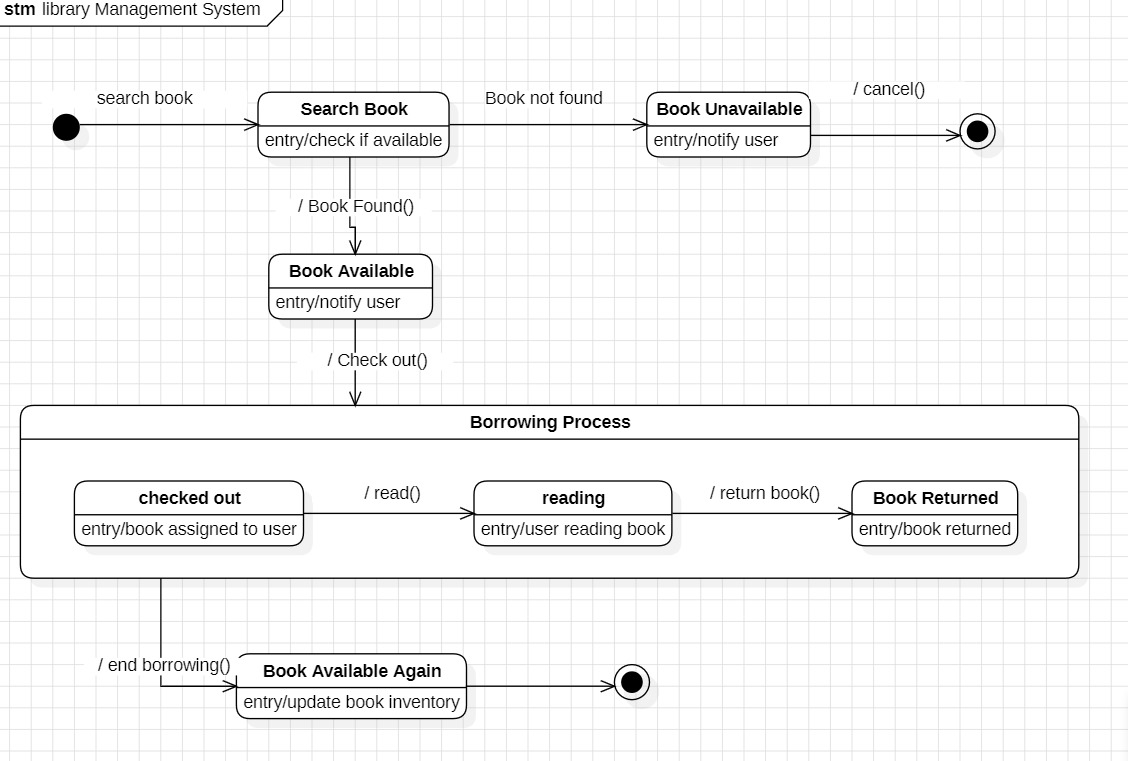 stm library Management System
search book
Search Book
entry/check if available
Book not found
Book Unavailable
entry/notify user
/ cancel()
/ Book Found()
Book Available
entry/notify user
/ Check out()
Borrowing Process
checked out
entry/book assigned to user
/ read()
reading
entry/user reading book
/ return book()
Book Returned
entry/book returned
/ end borrowing()
Book Available Again
entry/update book inventory